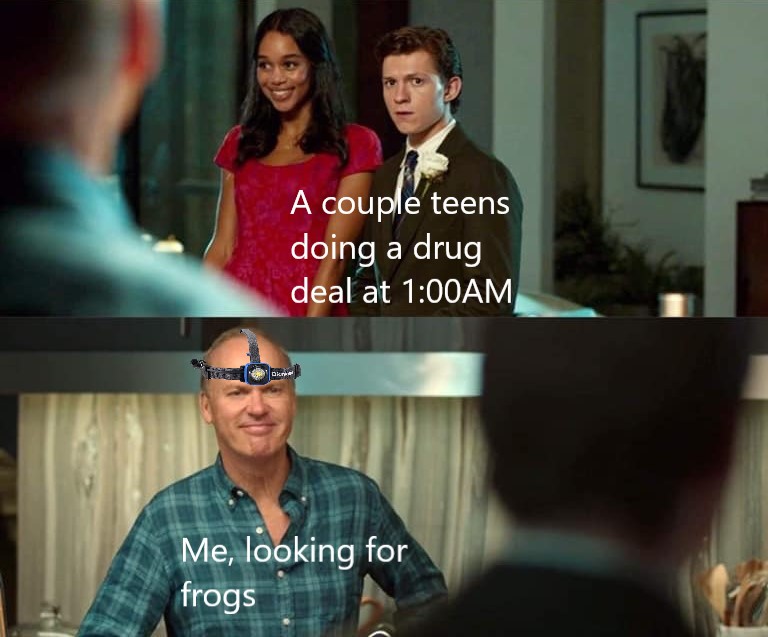 A couple teens
doing a drug
deal at 1:00AM
Me, looking for
frogs